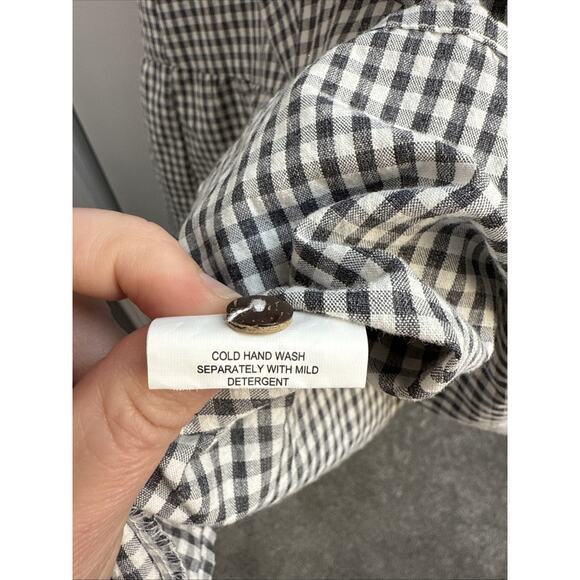 COLD HAND WASH
SEPARATELY WITH MILD
DETERGENT